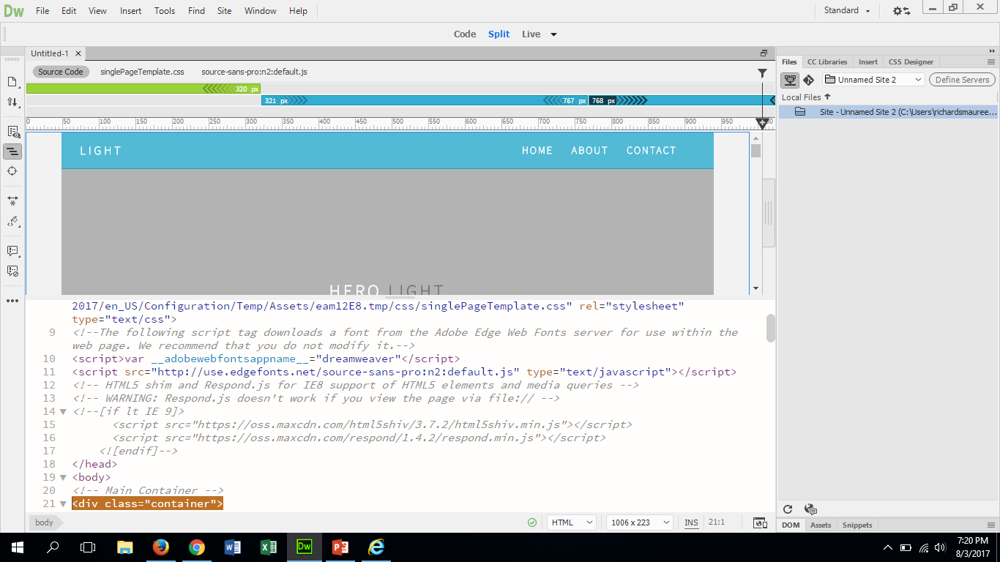 Dw File Edit View Insert Tools Find Site Window Help Standard
Code Split Live
Untitled-1
Source Code singlePageTemplate.css source-sans-pro:n2:default.js
320 px
321 px 767 px 768 px
0 50 100 150 200 250 300 350 400 450 500 550 600 650 700 750 800 850 900 950
LIGHT HOME ABOUT CONTACT
HERO LIGHT
2017/en_US/Configuration/Temp/Assets/eam12E8.tmp/css/singlePageTemplate.css" rel="stylesheet"
type="text/css">
9 <!--The following script tag downloads a font from the Adobe Edge Web Fonts server for use within the
web page. We recommend that you do not modify it.-->
10 <script>var __adobewebfontsappname__="dreamweaver"</script>
11 <script src="http://use.edgefonts.net/source-sans-pro:n2:default.js" type="text/javascript"></script>
12 <!-- HTML5 shim and Respond.js for IE8 support of HTML5 elements and media queries -->
13 <!-- WARNING: Respond.js doesn't work if you view the page via file:// -->
14 <!--[if lt IE 9]>
15 <script src="https://oss.maxcdn.com/html5shiv/3.7.2/html5shiv.min.js"></script>
16 <script src="https://oss.maxcdn.com/respond/1.4.2/respond.min.js"></script>
17 <![endif]-->
18 </head>
19 <body>
20 <!-- Main Container -->
21 <div class="container">
body HTML 1006 x 223 INS 21:1
Files CC Libraries Insert CSS Designer
Unnamed Site 2 Define Servers
Local Files
Site - Unnamed Site 2 (C:\Users\richardsmauree...
DOM Assets Snippets
Dw
7:20 PM
8/3/2017